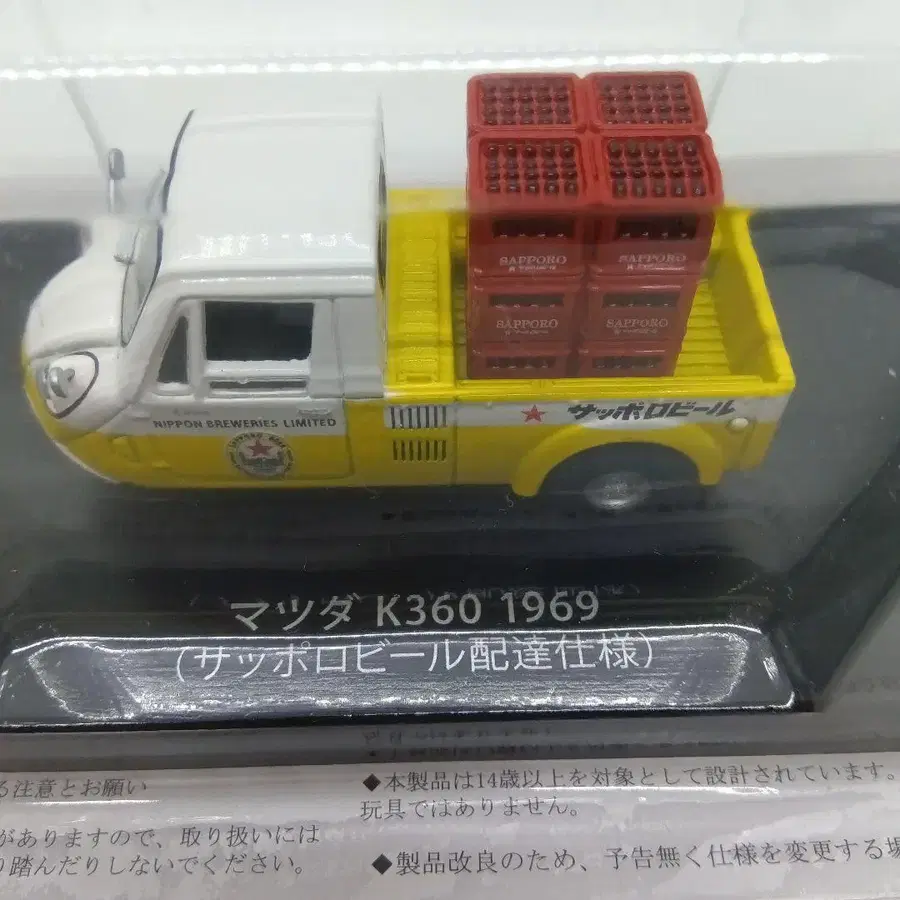 SAPPORO
SAPPORO
SAPPORO
SAPPORO
NIPPON BREWERIES LIMITED
サッポロビール
マツダ K360 1969
（サッポロビール配達仕様）
る注意とお願い
がありますので、取り扱いには
り踏んだりしないでください。
◆本製品は14歳以上を対象として設計されています。
玩具ではありません。
◆製品改良のため、予告無く仕様を変更する場